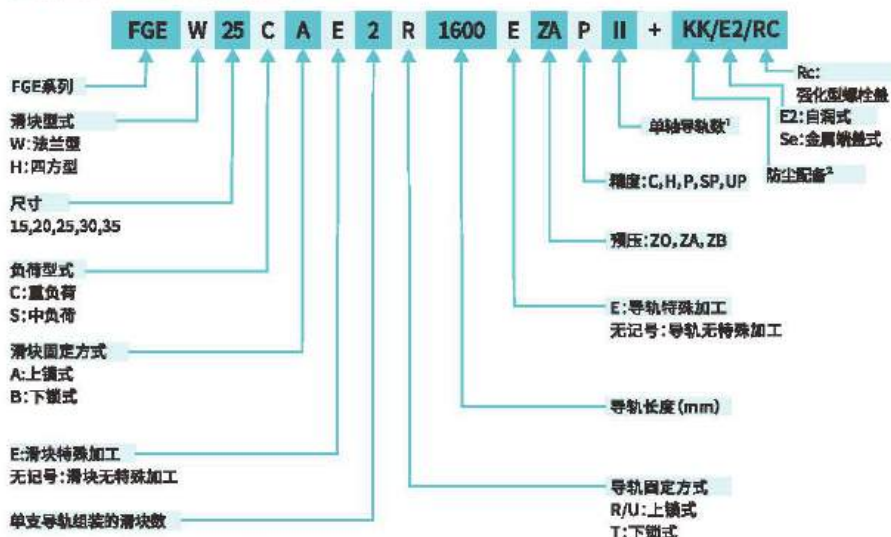 FGE W 25 C A E 2 R 1600 E ZA P II + KK/E2/RC
FGE系列
滑块型式
W:法兰型
H:四方型
尺寸
15,20,25,30,35
负荷型式
C:重负荷
S:中负荷
滑块固定方式
A:上锁式
B:下锁式
E:滑块特殊加工
无记号:滑块无特殊加工
单支导轨组装的滑块数
Rc:
强化型螺栓盖
E2:自润式
Se:金属端盖式
防尘配备²
单轴导轨数¹
精度:C,H,P,SP,UP
预压:ZO,ZA,ZB
E:导轨特殊加工
无记号:导轨无特殊加工
导轨长度(mm)
导轨固定方式
R/U:上锁式
T:下锁式